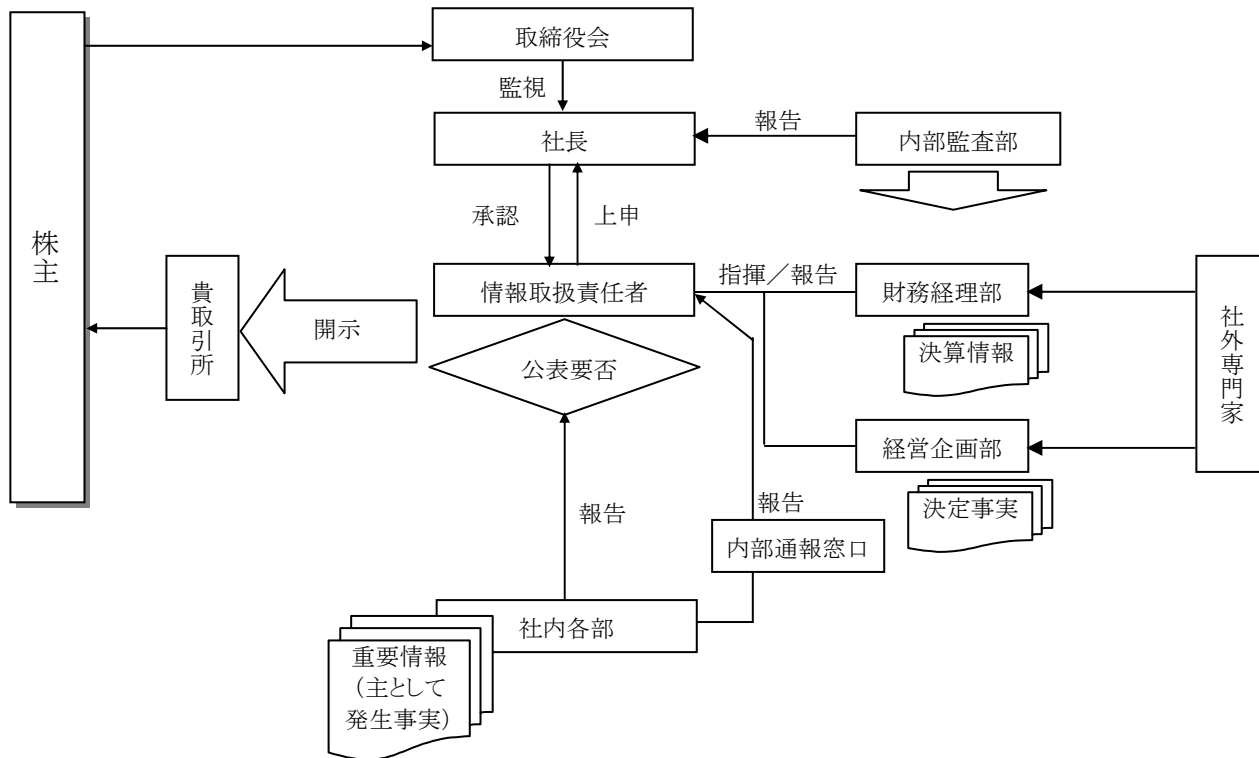 取締役会
監視
社長
報告
内部監査部
承認
上申
株主
貴取引所
開示
情報取扱責任者
指揮／報告
財務経理部
決算情報
社外専門家
公表要否
経営企画部
決定事実
報告
報告
内部通報窓口
社内各部
重要情報
（主として
発生事実）